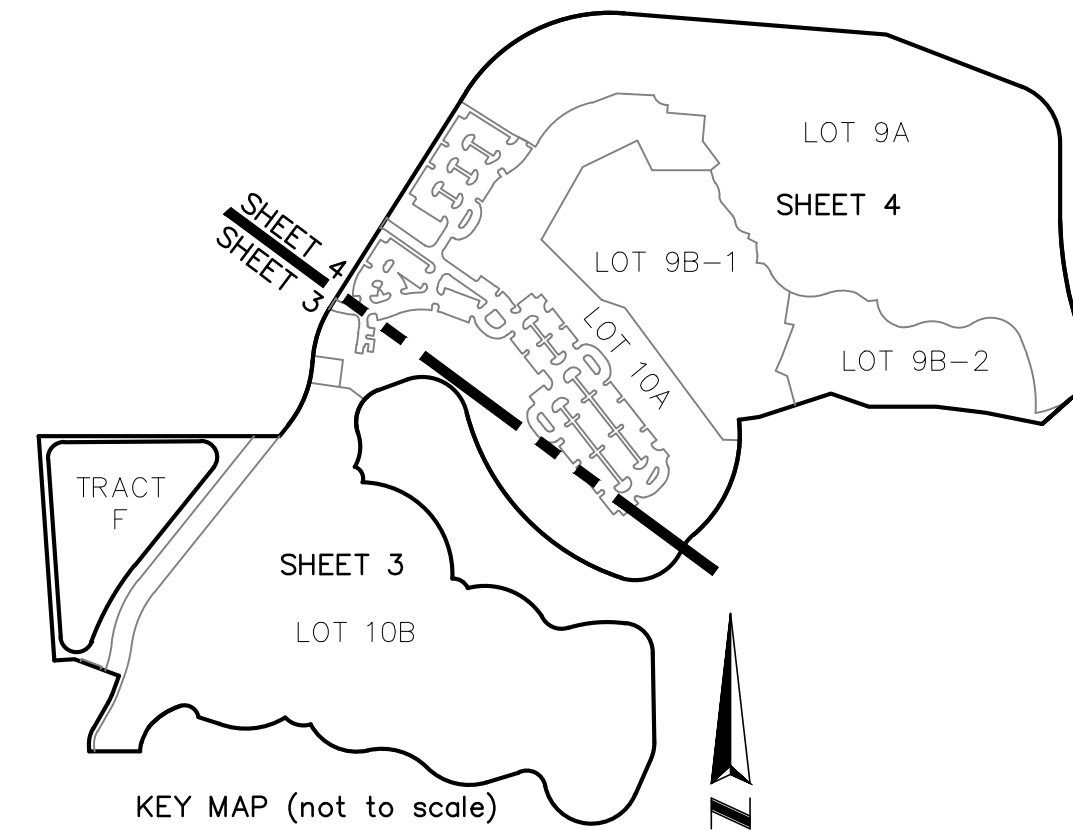 LOT 9A
SHEET 4
SHEET 4
SHEET 3
LOT 9B-1
LOT 10A
LOT 9B-2
TRACT
F
SHEET 3
LOT 10B
KEY MAP (not to scale)
N